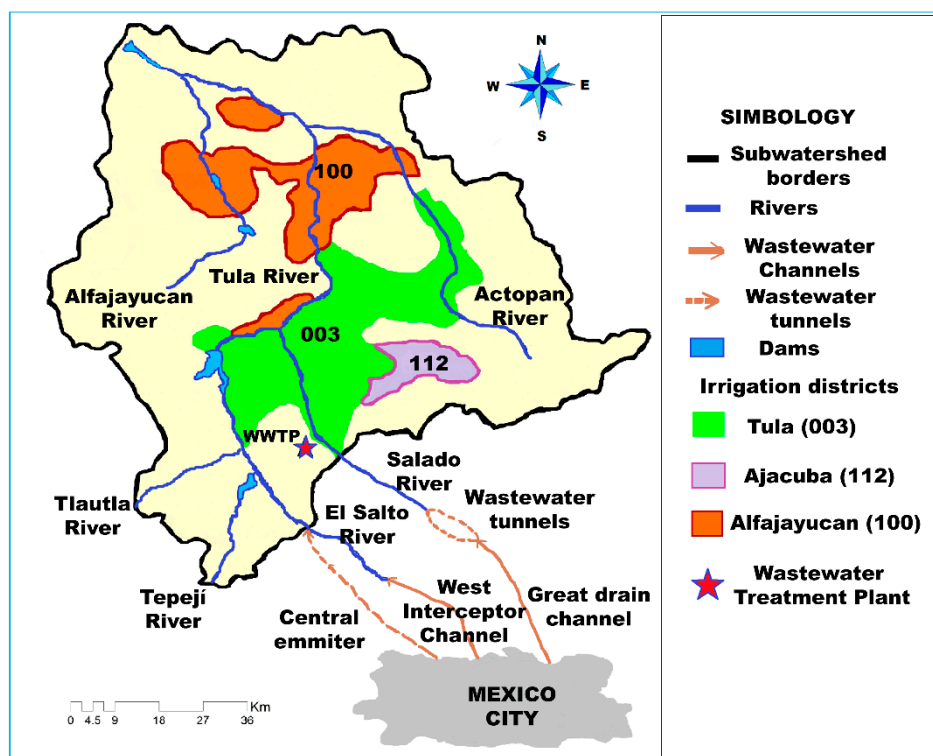 N
W
E
S
100
Tula River
Alfajayucan
River
003
Actopan
River
112
WWTP
Salado
River
Wastewater
tunnels
Tlautla
River
El Salto
River
Tepejí
River
Central
emmiter
West
Interceptor
Channel
Great drain
channel
MEXICO
CITY
Km
0 4.5 9 18 27 36
SIMBOLOGY
Subwatershed
borders
Rivers
Wastewater
Channels
Wastewater
tunnels
Dams
Irrigation districts
Tula (003)
Ajacuba (112)
Alfajayucan (100)
Wastewater
Treatment Plant